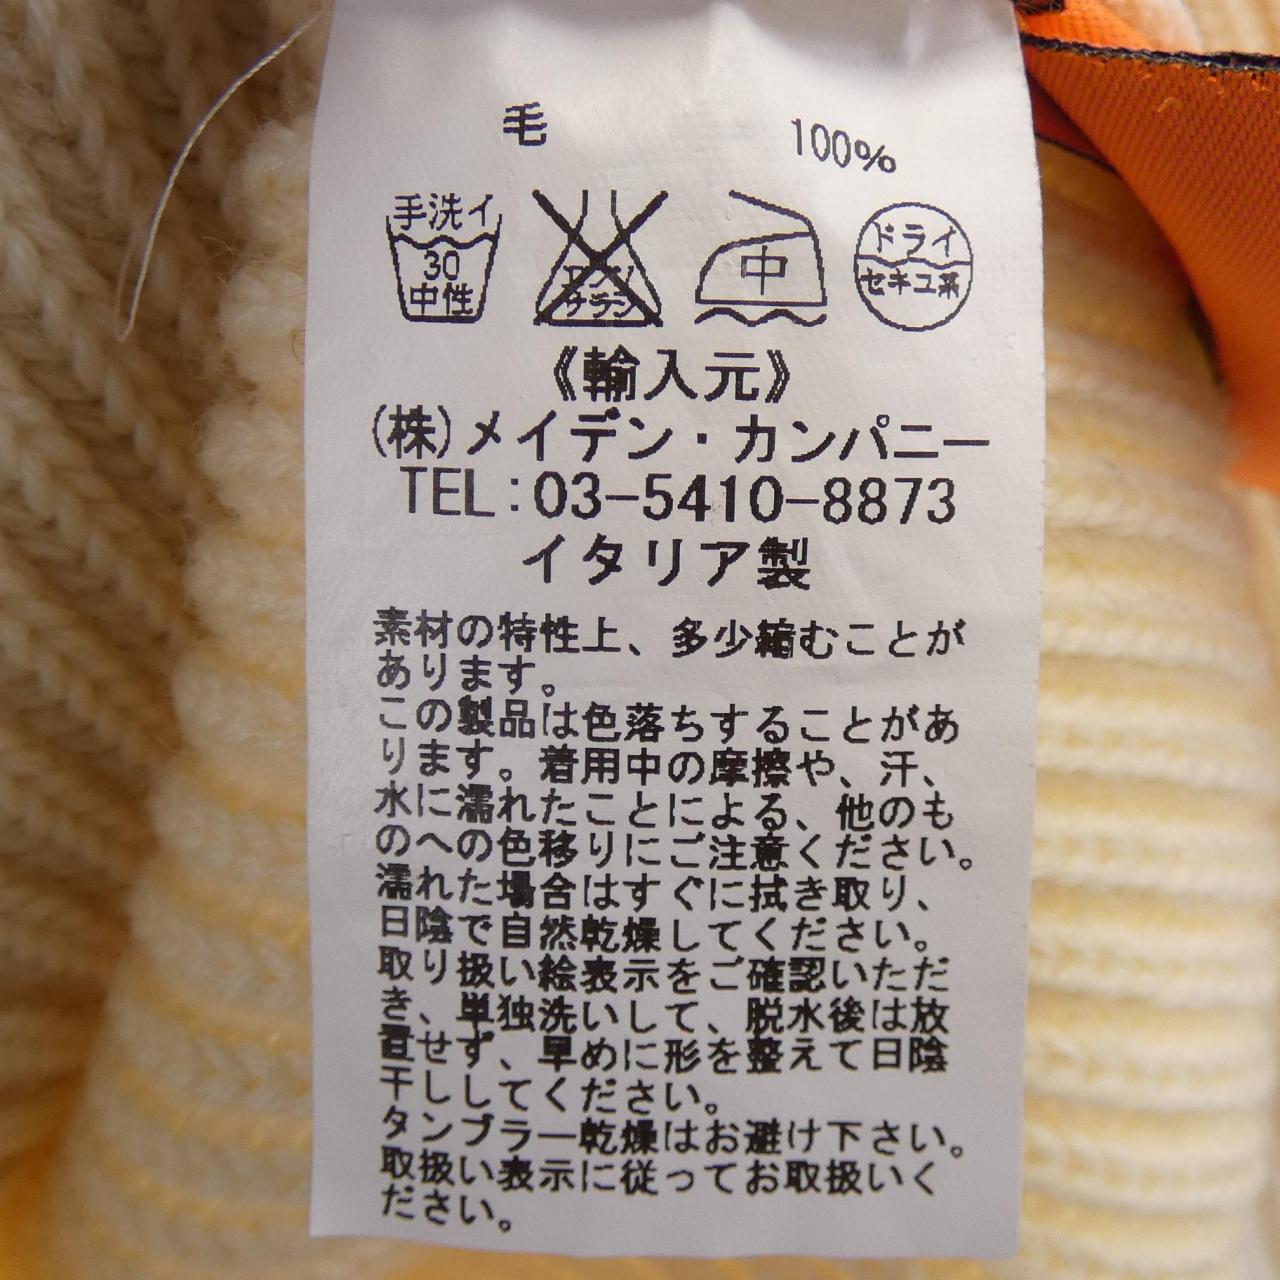 毛 100%
手洗イ 30 中性
エンソ サラシ
中
ドライ セキユ系
《輸入元》
(株)メイデン・カンパニー
TEL:03-5410-8873
イタリア製
素材の特性上、多少縮むことが
あります。
この製品は色落ちすることがあ
ります。着用中の摩擦や、汗、
水に濡れたことによる、他のも
のへの色移りにご注意ください。
濡れた場合はすぐに拭き取り、
日陰で自然乾燥してください。
取り扱い絵表示をご確認いただ
き、単独洗いして、脱水後は放
置せず、早めに形を整えて日陰
干ししてください。
タンブラー乾燥はお避け下さい。
取扱い表示に従ってお取扱いく
ださい。